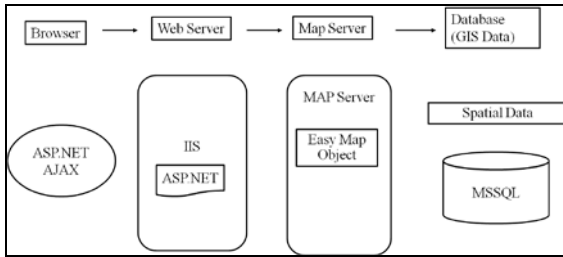 Browser
Web Server
Map Server
Database
(GIS Data)
ASP.NET
AJAX
IIS
ASP.NET
MAP Server
Easy Map
Object
Spatial Data
MSSQL